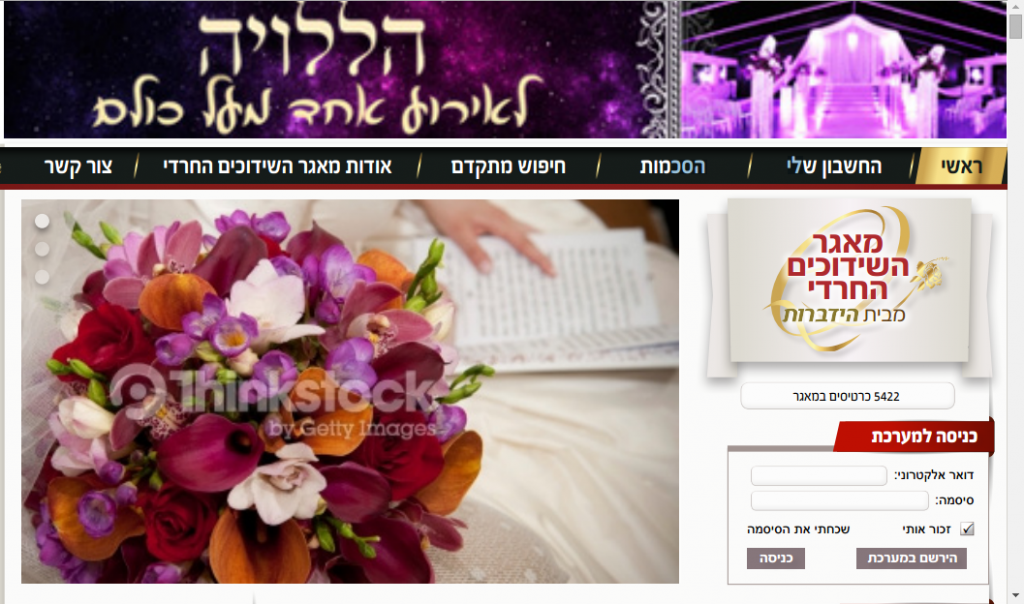 הללויה
לאירוע אחד מעל כולם
ראשי
החשבון שלי
הסכמות
חיפוש מתקדם
אודות מאגר השידוכים החרדי
צור קשר
Thinkstock
by Getty Images
מאגר
השידוכים
החרדי
מבית הידברות
5422 כרטיסים במאגר
כניסה למערכת
דואר אלקטרוני:
סיסמה:
זכור אותי
שכחתי את הסיסמה
הירשם במערכת
כניסה